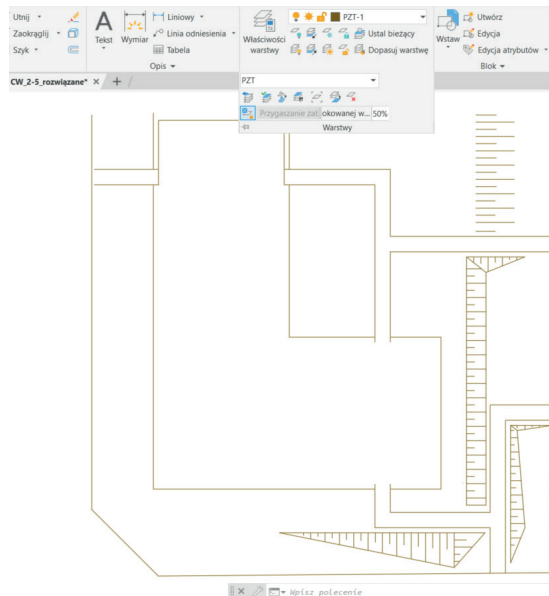 Utnij
Zaokrąglij
Szyk
Tekst
Wymiar
Liniowy
Linia odniesienia
Tabela
Opis
Właściwości
warstwy
PZT-1
Ustal bieżący
Dopasuj warstwę
Wstaw
Utwórz
Edycja
Edycja atrybutów
Blok
CW_2-5_rozwiązane*
PZT
Przygaszanie zab okowanej w... 50%
Warstwy
Wpisz polecenie